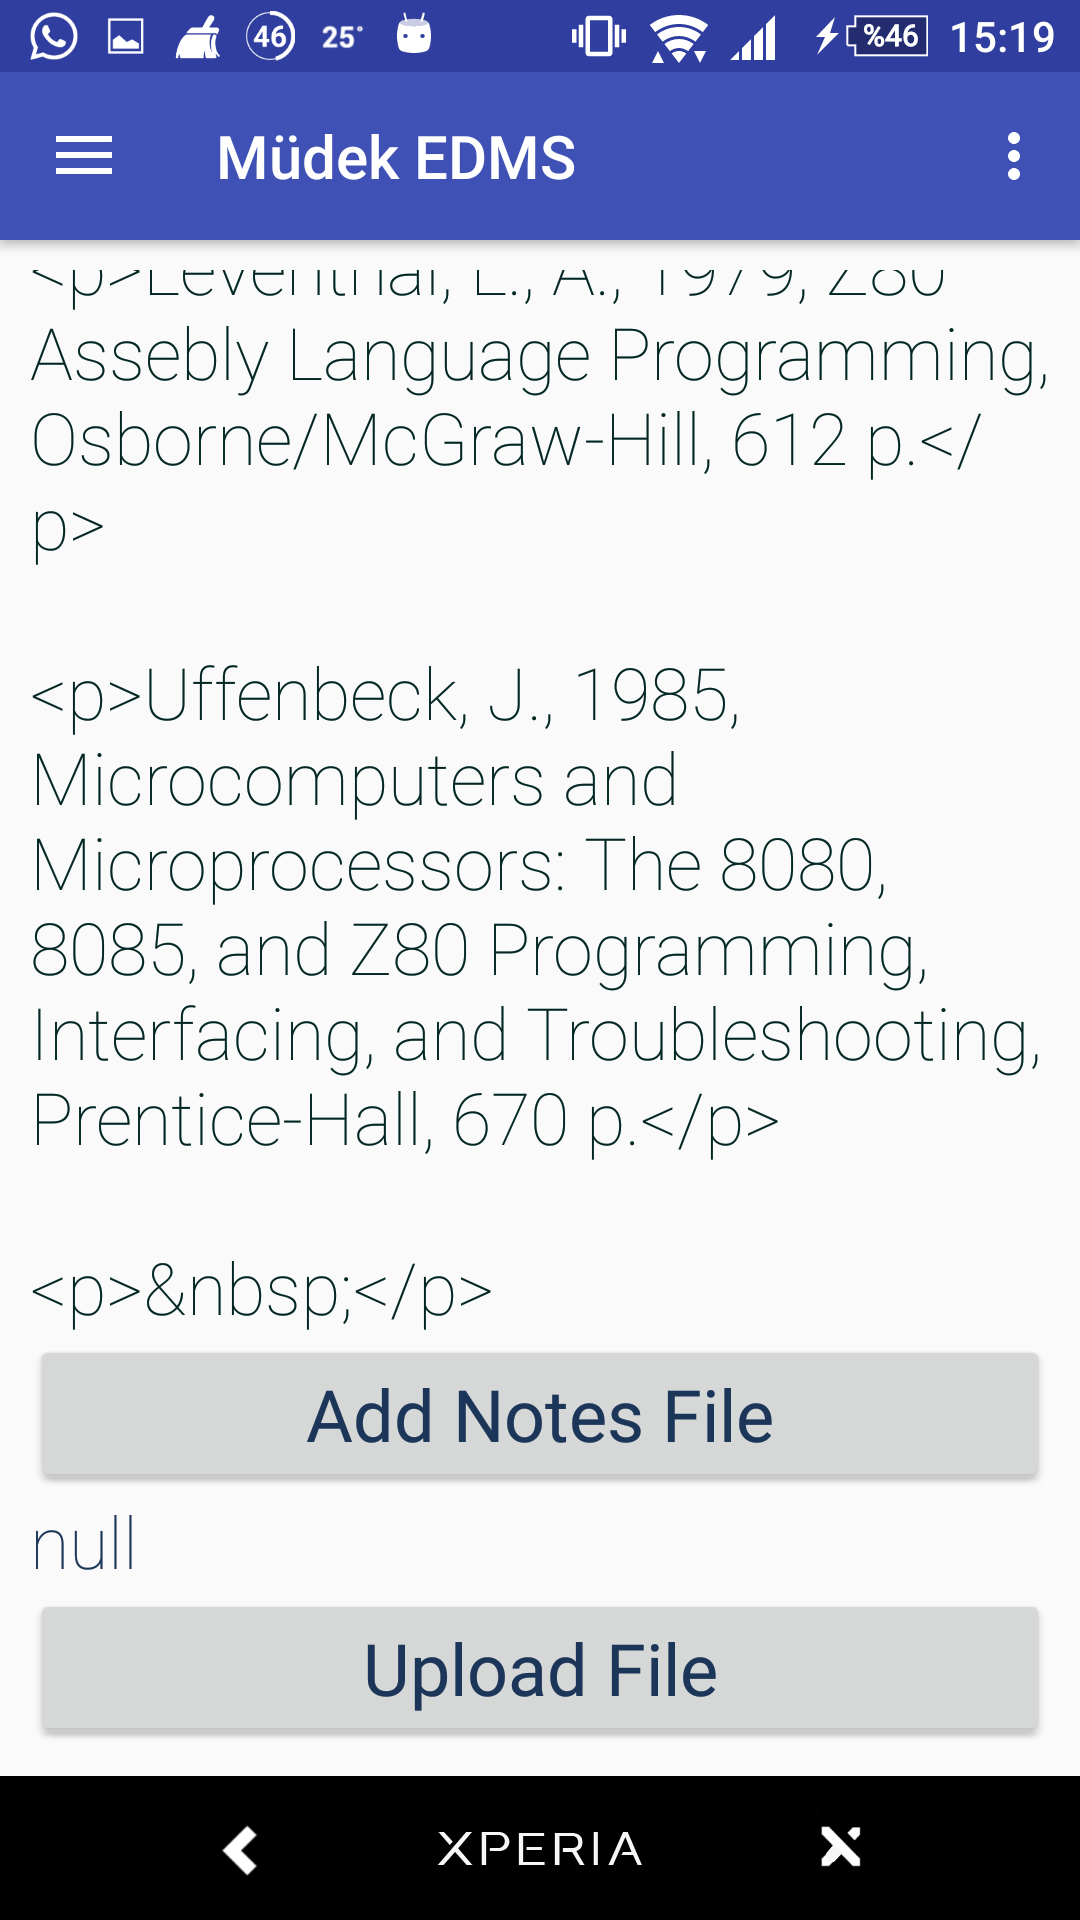 46 25° %46 15:19
Müdek EDMS
<p>Leventhal, L., A., 1979, Z80
Assebly Language Programming,
Osborne/McGraw-Hill, 612 p.</
p>
<p>Uffenbeck, J., 1985,
Microcomputers and
Microprocessors: The 8080,
8085, and Z80 Programming,
Interfacing, and Troubleshooting,
Prentice-Hall, 670 p.</p>
<p>&nbsp;</p>
Add Notes File
null
Upload File
XPERIA